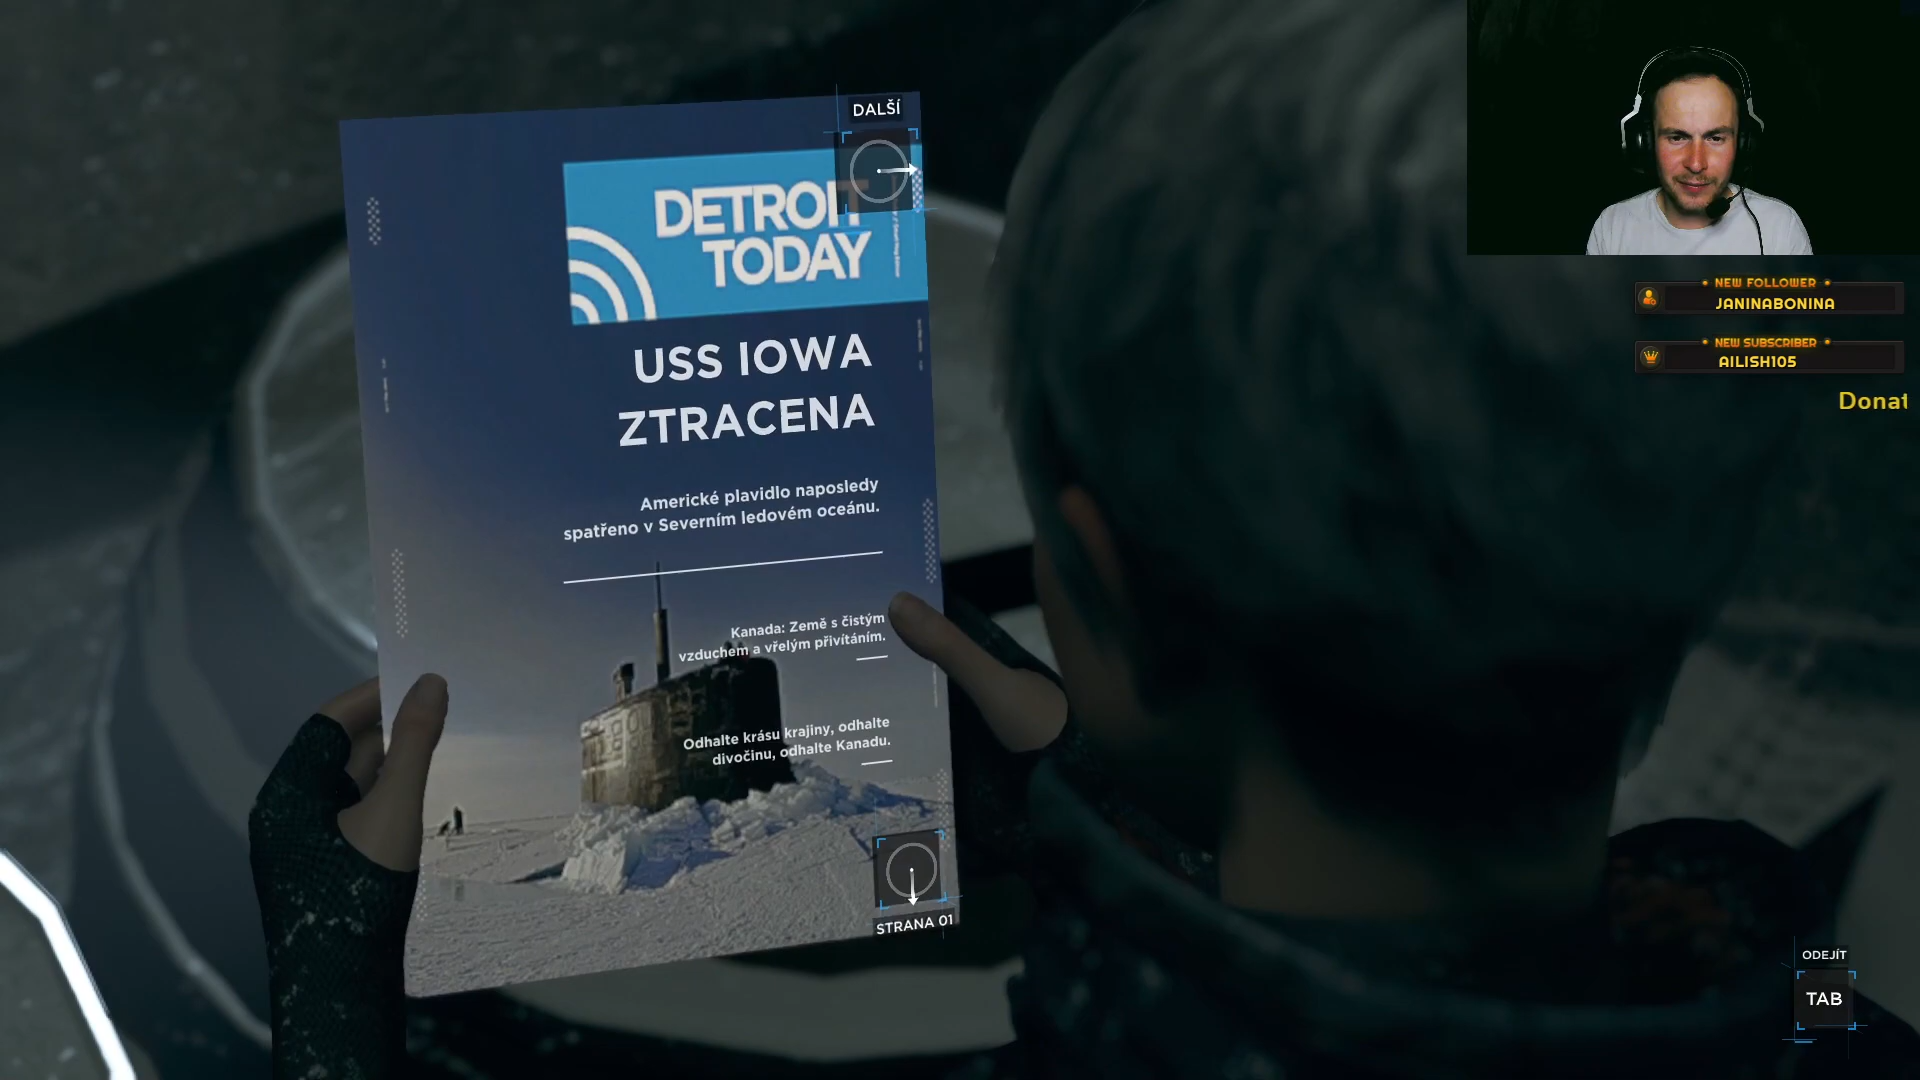 DALŠÍ
DETROIT
TODAY
USS IOWA
ZTRACENA
Americké plavidlo naposledy
spatřeno v Severním ledovém oceánu.
Kanada: Země s čistým
vzduchem a vřelým přivítáním.
Odhalte krásu krajiny, odhalte
divočinu, odhalte Kanadu.
STRANA 01
NEW FOLLOWER
JANINABONINA
NEW SUBSCRIBER
AILISH105
Donat
ODEJÍT
TAB